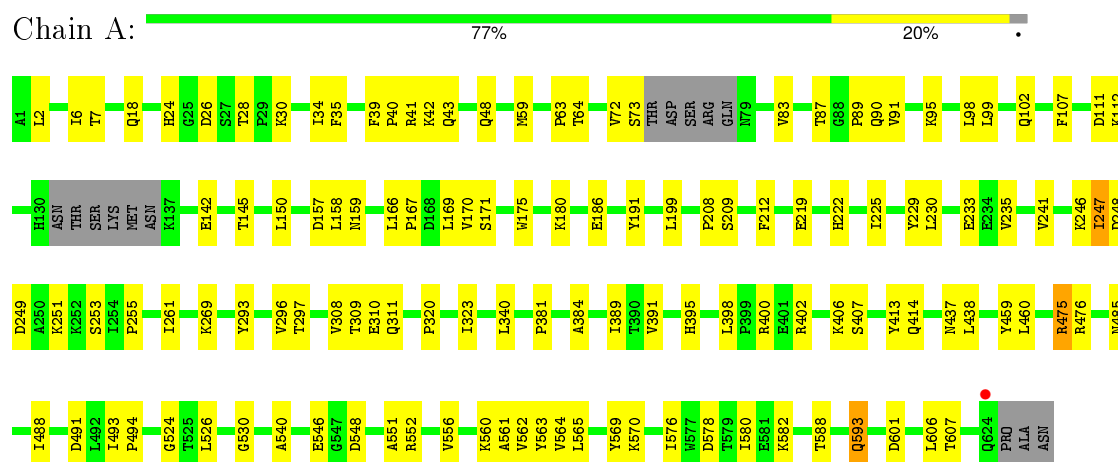 Chain A:
77% 20% •
A1 L2 I6 T7 Q18 H24 G25 D26 S27 T28 P29 K30 I34 F35 F39 P40 R41 K42 Q43 Q48 M59 P63 T64 V72 S73 THR ASP SER ARG GLN N79 V83 T87 G88 P89 Q90 V91 K95 L98 L99 Q102 F107 D111 K112
H130 ASN THR SER LYS MET ASN K137 E142 T145 L150 D157 L158 N159 L166 P167 D168 L169 V170 S171 W175 K180 E186 Y191 L199 P208 S209 F212 E219 H222 I225 Y229 L230 E233 E234 V235 V241 K246 I247 D248
D249 A250 K251 K252 S253 I254 P255 I261 K269 Y293 V296 T297 V308 T309 E310 Q311 P320 I323 L340 P381 A384 I389 T390 V391 H395 L398 P399 R400 E401 R402 K406 S407 Y413 Q414 N437 L438 Y459 L460 R475 R476 N485
I488 D491 L492 I493 P494 G524 T525 L526 G530 A540 E546 G547 D548 A551 R552 V556 K560 A561 V562 Y563 V564 L565 Y569 K570 I576 W577 D578 T579 I580 E581 K582 T588 Q593 D601 L606 T607 Q624 PRO ALA ASN